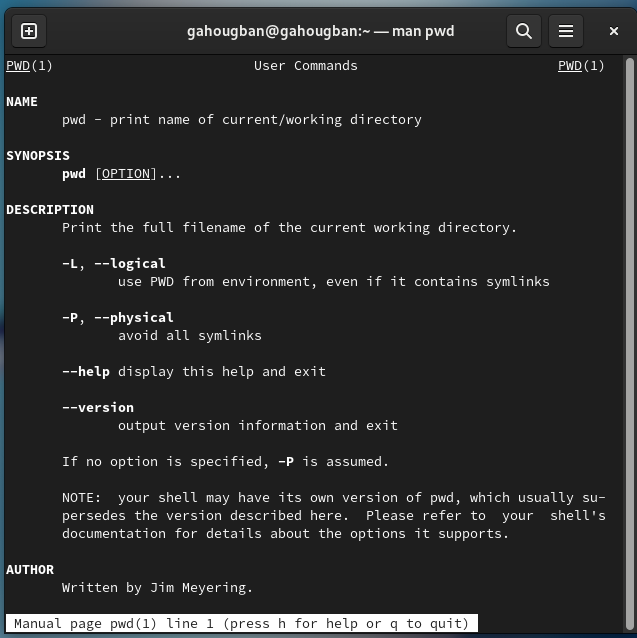 gahougban@gahougban:~ — man pwd
PWD(1) User Commands PWD(1)
NAME
pwd - print name of current/working directory
SYNOPSIS
pwd [OPTION]...
DESCRIPTION
Print the full filename of the current working directory.
-L, --logical
use PWD from environment, even if it contains symlinks
-P, --physical
avoid all symlinks
--help display this help and exit
--version
output version information and exit
If no option is specified, -P is assumed.
NOTE: your shell may have its own version of pwd, which usually su-
persedes the version described here. Please refer to your shell's
documentation for details about the options it supports.
AUTHOR
Written by Jim Meyering.
Manual page pwd(1) line 1 (press h for help or q to quit)